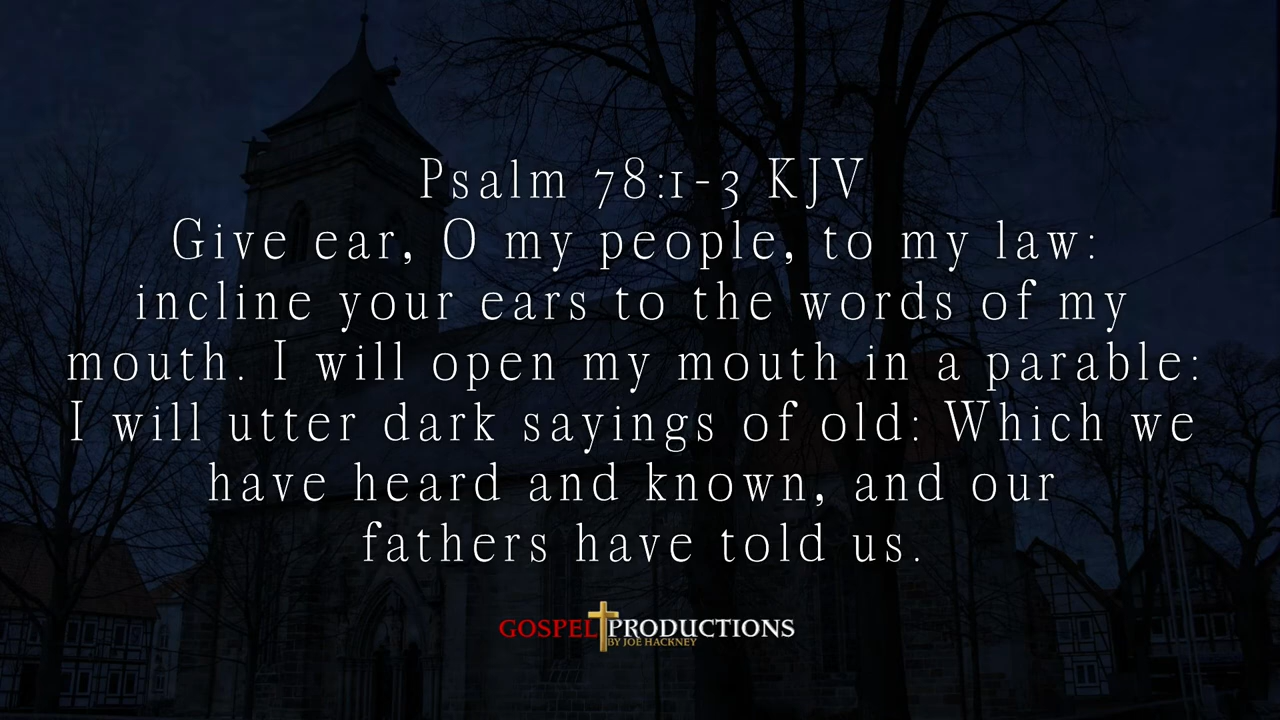 Psalm 78:1-3 KJV
Give ear, O my people, to my law:
incline your ears to the words of my
mouth. I will open my mouth in a parable:
I will utter dark sayings of old: Which we
have heard and known, and our
fathers have told us.
GOSPEL PRODUCTIONS
BY JOE HACKNEY